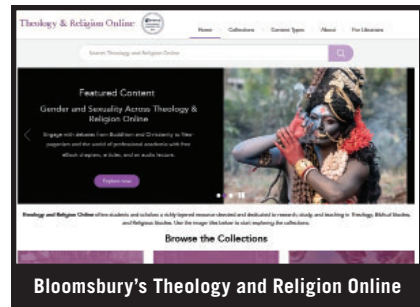 Theology & Religion Online
Home Collections Content Types About For Librarians
Search Theology and Religion Online
Featured Content
Gender and Sexuality Across Theology &
Religion Online
Engage with debates from Buddhism and Christianity to Neo-
paganism and the world of professional academia with free
eBook chapters, articles, and an audio lecture.
Explore now
Theology and Religion Online offers students and scholars a richly layered resource devoted and dedicated to research, study, and teaching in Theology, Biblical Studies,
and Religious Studies. Use the image tiles below to start exploring the collections.
Browse the Collections
Bloomsbury's Theology and Religion Online